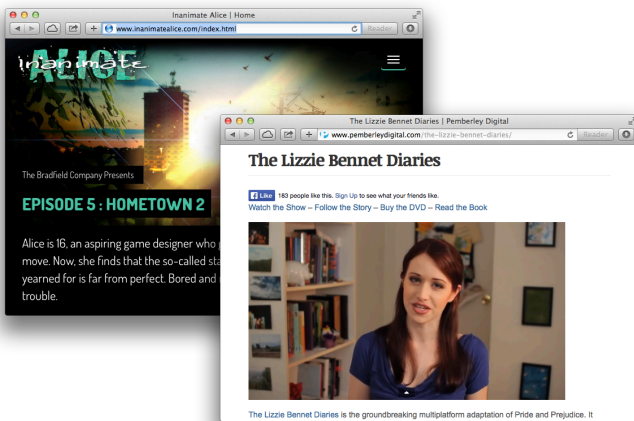 Inanimate Alice | Home
www.inanimatealice.com/index.html
Reader
inanimate
ALICE
The Bradfield Company Presents
EPISODE 5 : HOMETOWN 2
Alice is 16, an aspiring game designer who
move. Now, she finds that the so-called
yearned for is far from perfect. Bored and
trouble.
The Lizzie Bennet Diaries | Pemberley Digital
www.pemberleydigital.com/the-lizzie-bennet-diaries/
Reader
The Lizzie Bennet Diaries
Like 183 people like this. Sign Up to see what your friends like.
Watch the Show – Follow the Story – Buy the DVD – Read the Book
The Lizzie Bennet Diaries is the groundbreaking multiplatform adaptation of Pride and Prejudice. It